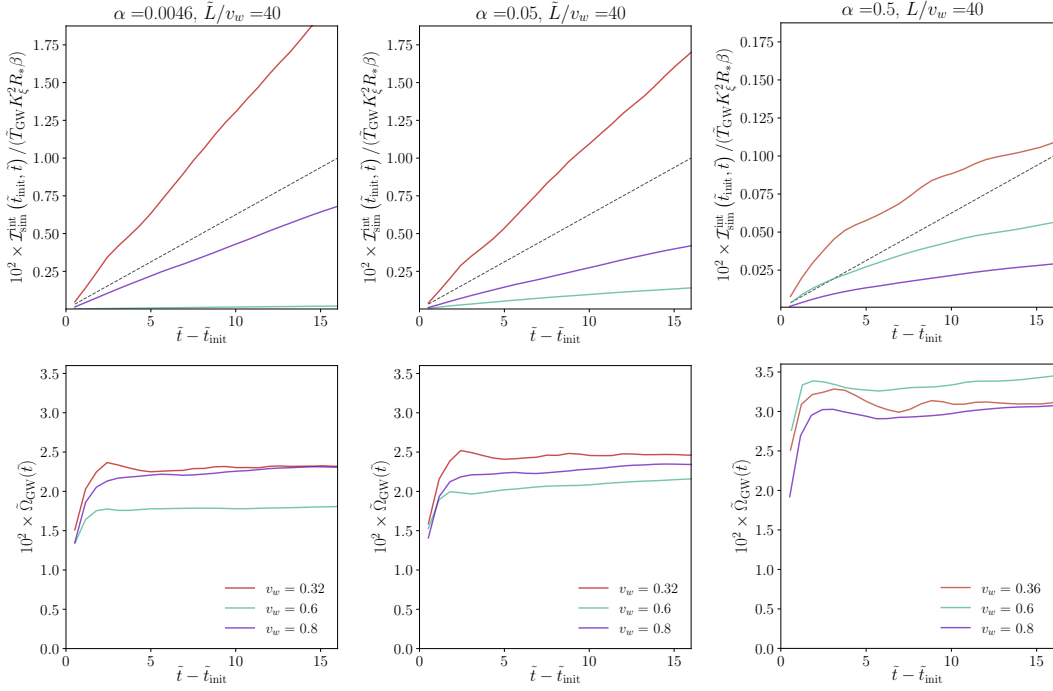 α =0.0046, L̃/v_w =40
10² × 𝓘_sim^int (t̃_init, t̃) /(T̃_GW K_ξ² R_* β)
1.75
1.50
1.25
1.00
0.75
0.50
0.25
0
5
10
15
t̃ − t̃_init
α =0.05, L̃/v_w =40
10² × 𝓘_sim^int (t̃_init, t̃) /(T̃_GW K_ξ² R_* β)
1.75
1.50
1.25
1.00
0.75
0.50
0.25
0
5
10
15
t̃ − t̃_init
α =0.5, L̃/v_w =40
10² × 𝓘_sim^int (t̃_init, t̃) /(T̃_GW K_ξ² R_* β)
0.175
0.150
0.125
0.100
0.075
0.050
0.025
0
5
10
15
t̃ − t̃_init
10² × Ω̃_GW(t̃)
3.5
3.0
2.5
2.0
1.5
1.0
0.5
0.0
0
5
10
15
t̃ − t̃_init
v_w = 0.32
v_w = 0.6
v_w = 0.8
10² × Ω̃_GW(t̃)
3.5
3.0
2.5
2.0
1.5
1.0
0.5
0.0
0
5
10
15
t̃ − t̃_init
v_w = 0.32
v_w = 0.6
v_w = 0.8
10² × Ω̃_GW(t̃)
3.5
3.0
2.5
2.0
1.5
1.0
0.5
0.0
0
5
10
15
t̃ − t̃_init
v_w = 0.36
v_w = 0.6
v_w = 0.8